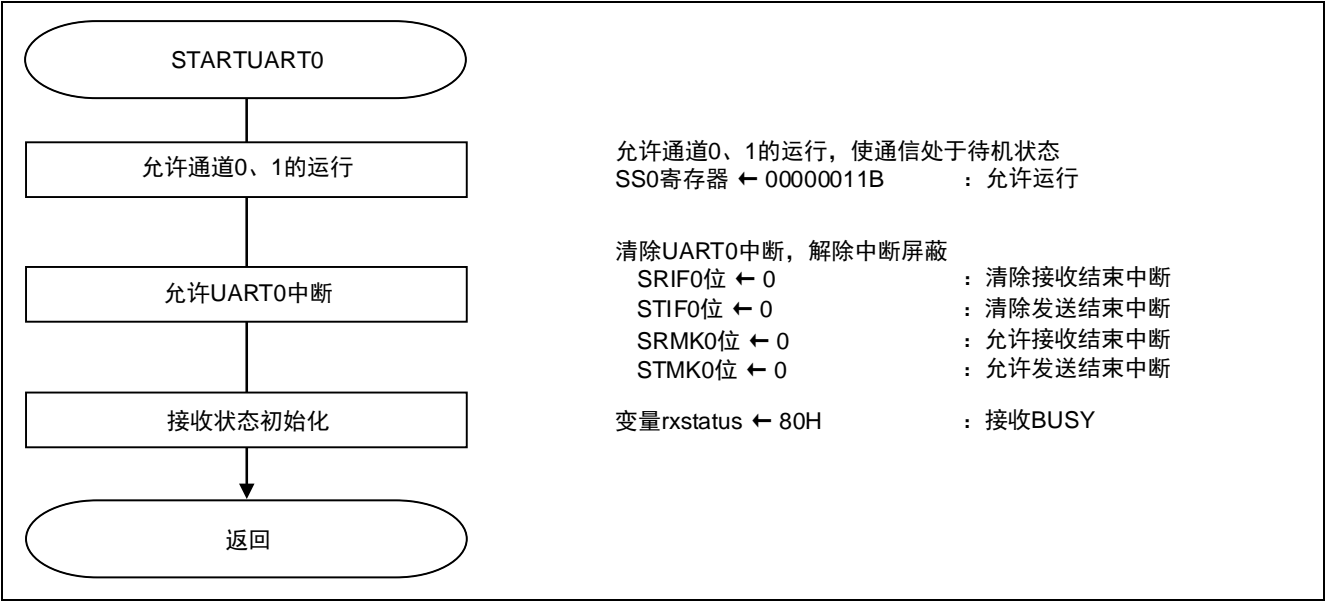 STARTUART0
允许通道0、1的运行
允许通道0、1的运行，使通信处于待机状态
SS0寄存器 ← 00000011B ：允许运行
允许UART0中断
清除UART0中断，解除中断屏蔽
SRIF0位 ← 0 ：清除接收结束中断
STIF0位 ← 0 ：清除发送结束中断
SRMK0位 ← 0 ：允许接收结束中断
STMK0位 ← 0 ：允许发送结束中断
接收状态初始化
变量rxstatus ← 80H ：接收BUSY
返回